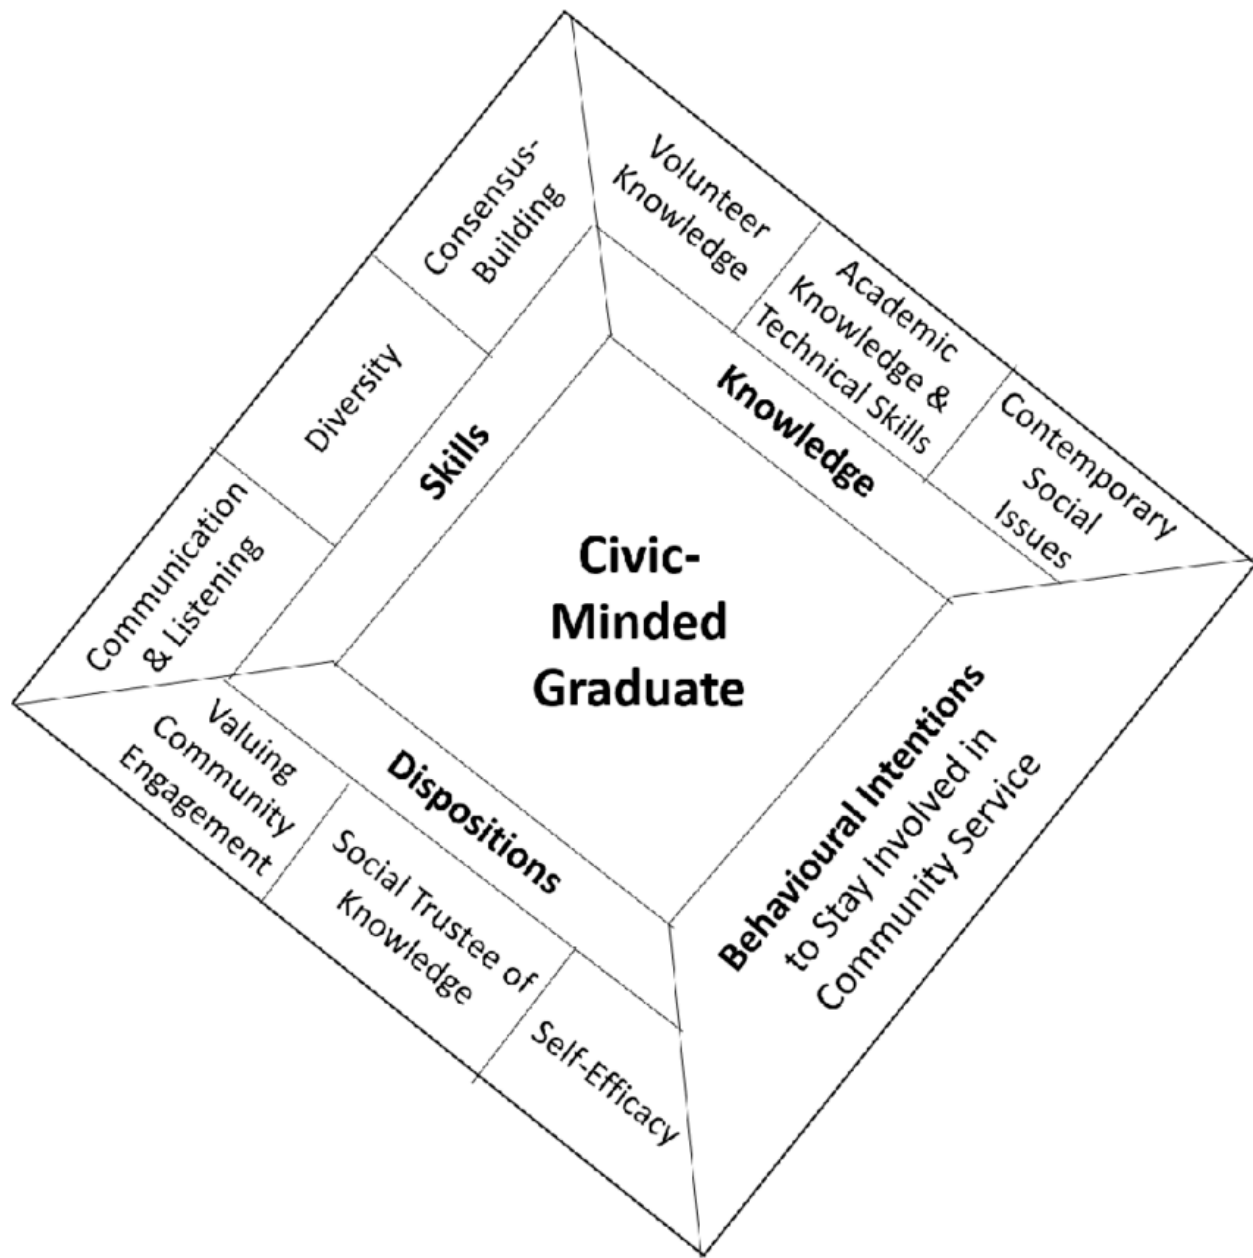 Consensus-
Building
Diversity
Communication
& Listening
Skills
Volunteer
Knowledge
Academic
Knowledge &
Technical Skills
Contemporary
Social
Issues
Knowledge
Civic-
Minded
Graduate
Dispositions
Valuing
Community
Engagement
Social Trustee of
Knowledge
Self-Efficacy
Behavioural Intentions
to Stay Involved in
Community Service